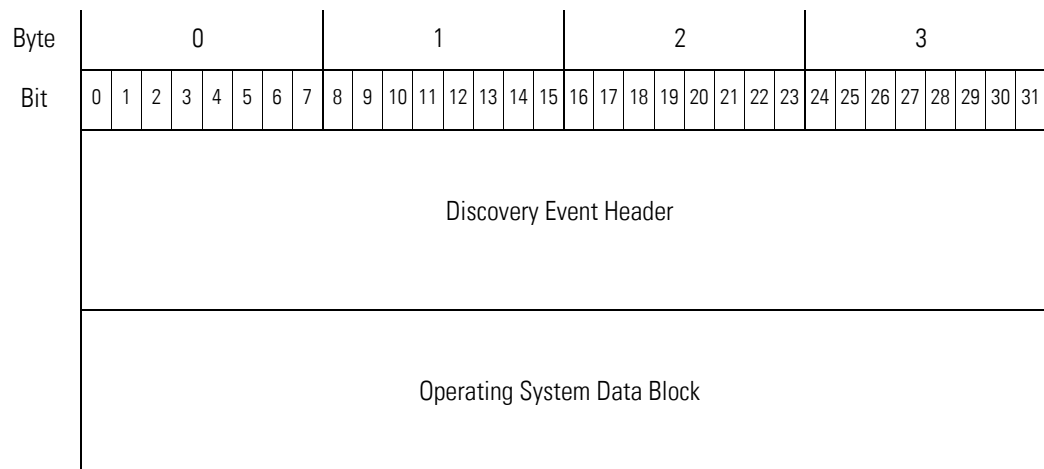 Byte 0 1 2 3
Bit 0 1 2 3 4 5 6 7 8 9 10 11 12 13 14 15 16 17 18 19 20 21 22 23 24 25 26 27 28 29 30 31
Discovery Event Header
Operating System Data Block